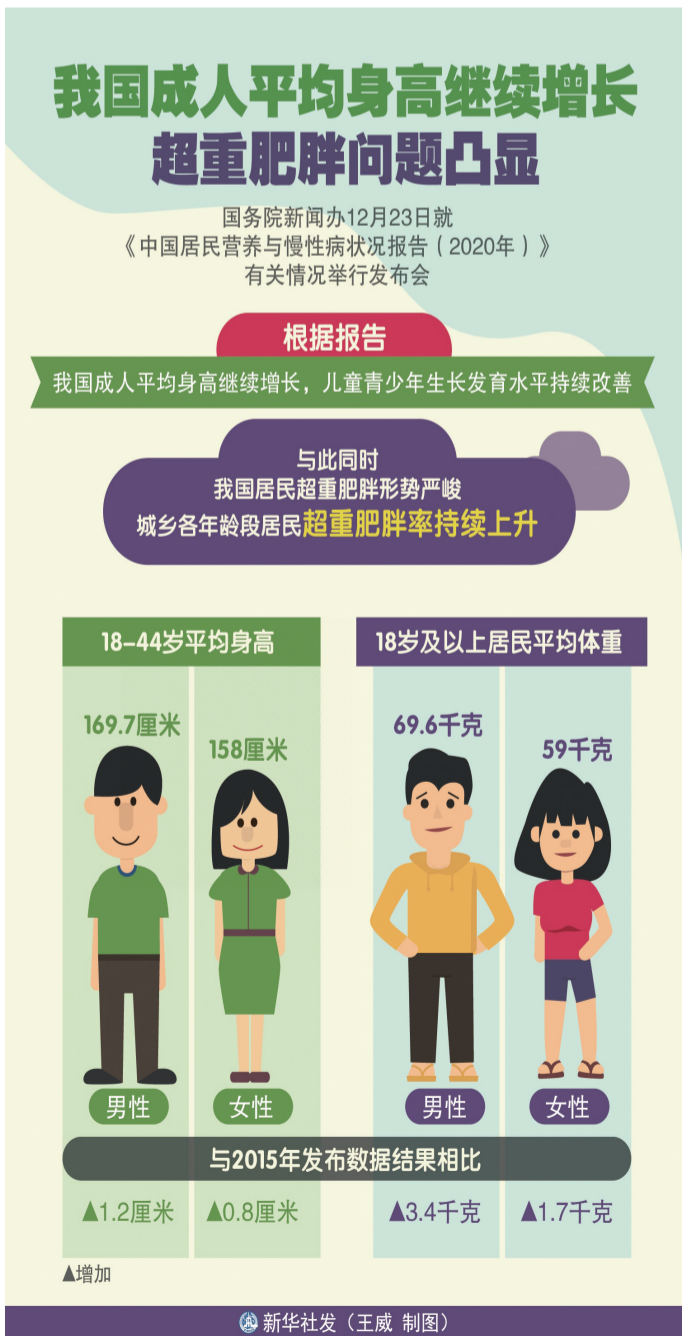 我国成人平均身高继续增长
超重肥胖问题凸显
国务院新闻办12月23日就
《中国居民营养与慢性病状况报告（2020年）》
有关情况举行发布会
根据报告
我国成人平均身高继续增长，儿童青少年生长发育水平持续改善
与此同时
我国居民超重肥胖形势严峻
城乡各年龄段居民超重肥胖率持续上升
18-44岁平均身高
169.7厘米
158厘米
男性
女性
18岁及以上居民平均体重
69.6千克
59千克
男性
女性
与2015年发布数据结果相比
▲1.2厘米
▲0.8厘米
▲3.4千克
▲1.7千克
▲增加
新华社发（王威 制图）